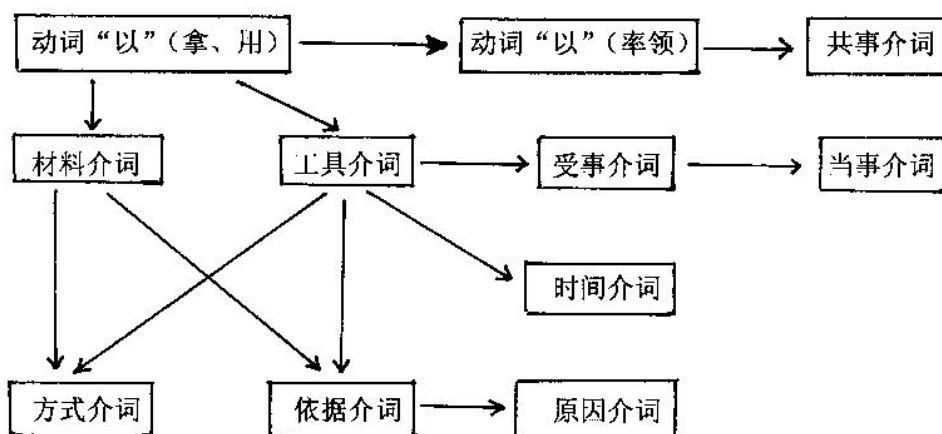 动词“以”（拿、用） 动词“以”（率领） 共事介词
材料介词 工具介词 受事介词 当事介词
时间介词
方式介词 依据介词 原因介词